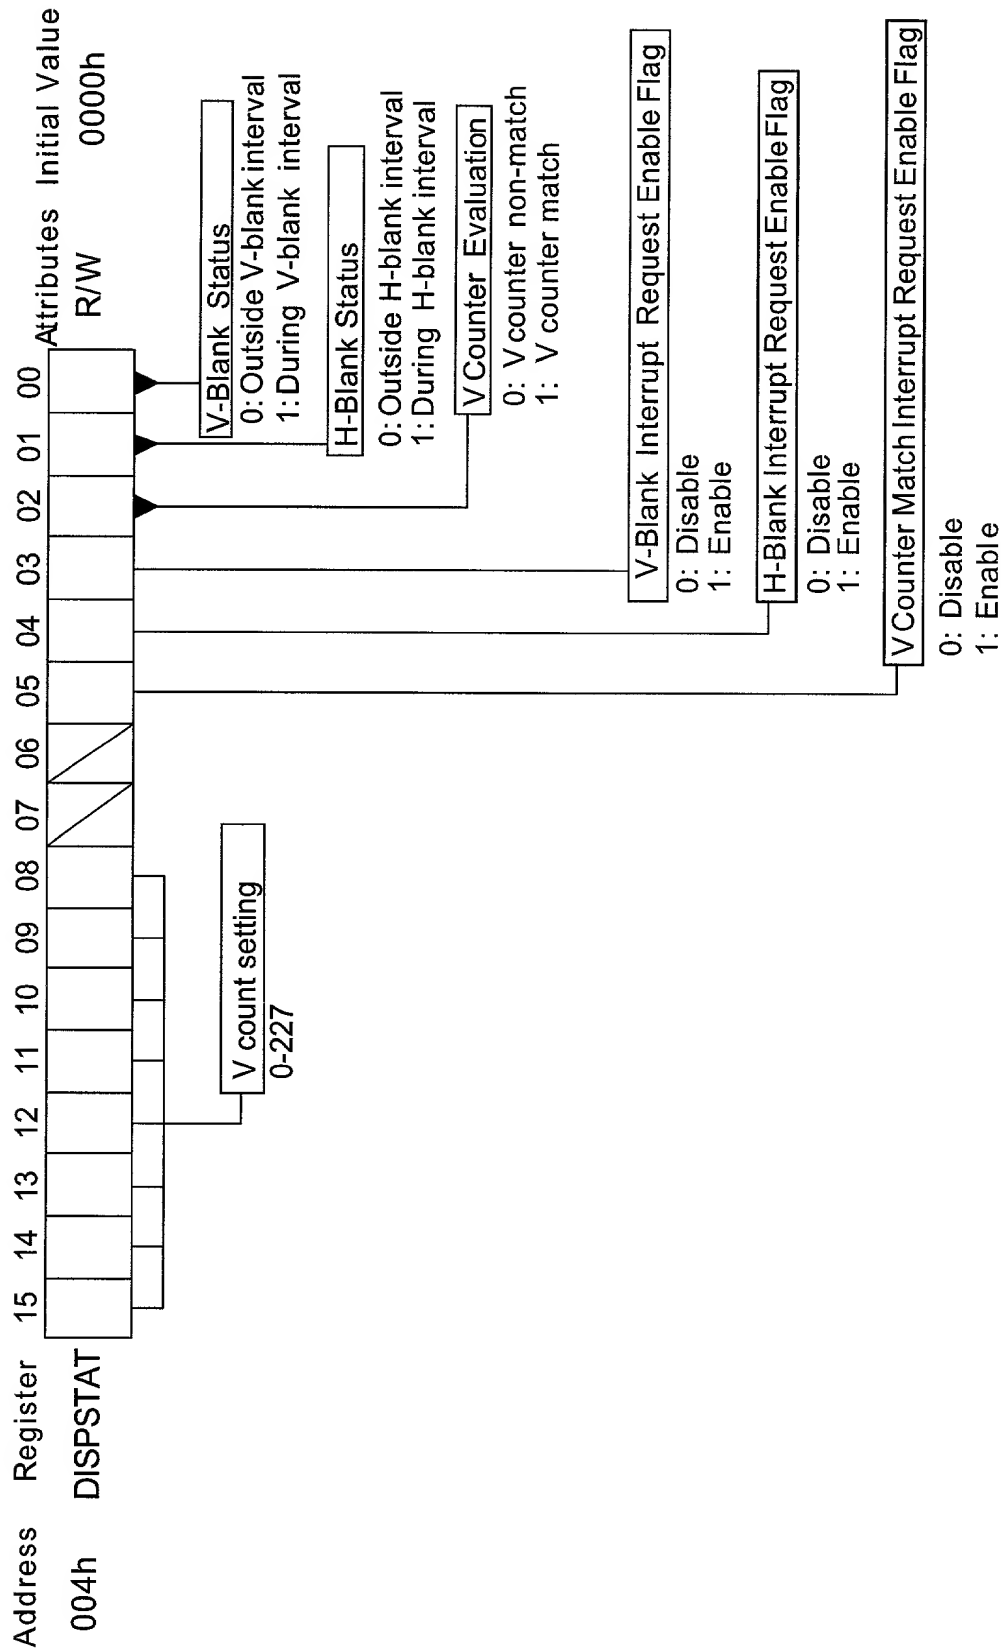 Address Register 15 14 13 12 11 10 09 08 07 06 05 04 03 02 01 00 Attributes Initial Value
004h DISPSTAT R/W 0000h
V-Blank Status
0: Outside V-blank interval
1: During V-blank interval
H-Blank Status
0: Outside H-blank interval
1: During H-blank interval
V Counter Evaluation
0: V counter non-match
1: V counter match
V count setting
0-227
V-Blank Interrupt Request Enable Flag
0: Disable
1: Enable
H-Blank Interrupt Request Enable Flag
0: Disable
1: Enable
V Counter Match Interrupt Request Enable Flag
0: Disable
1: Enable